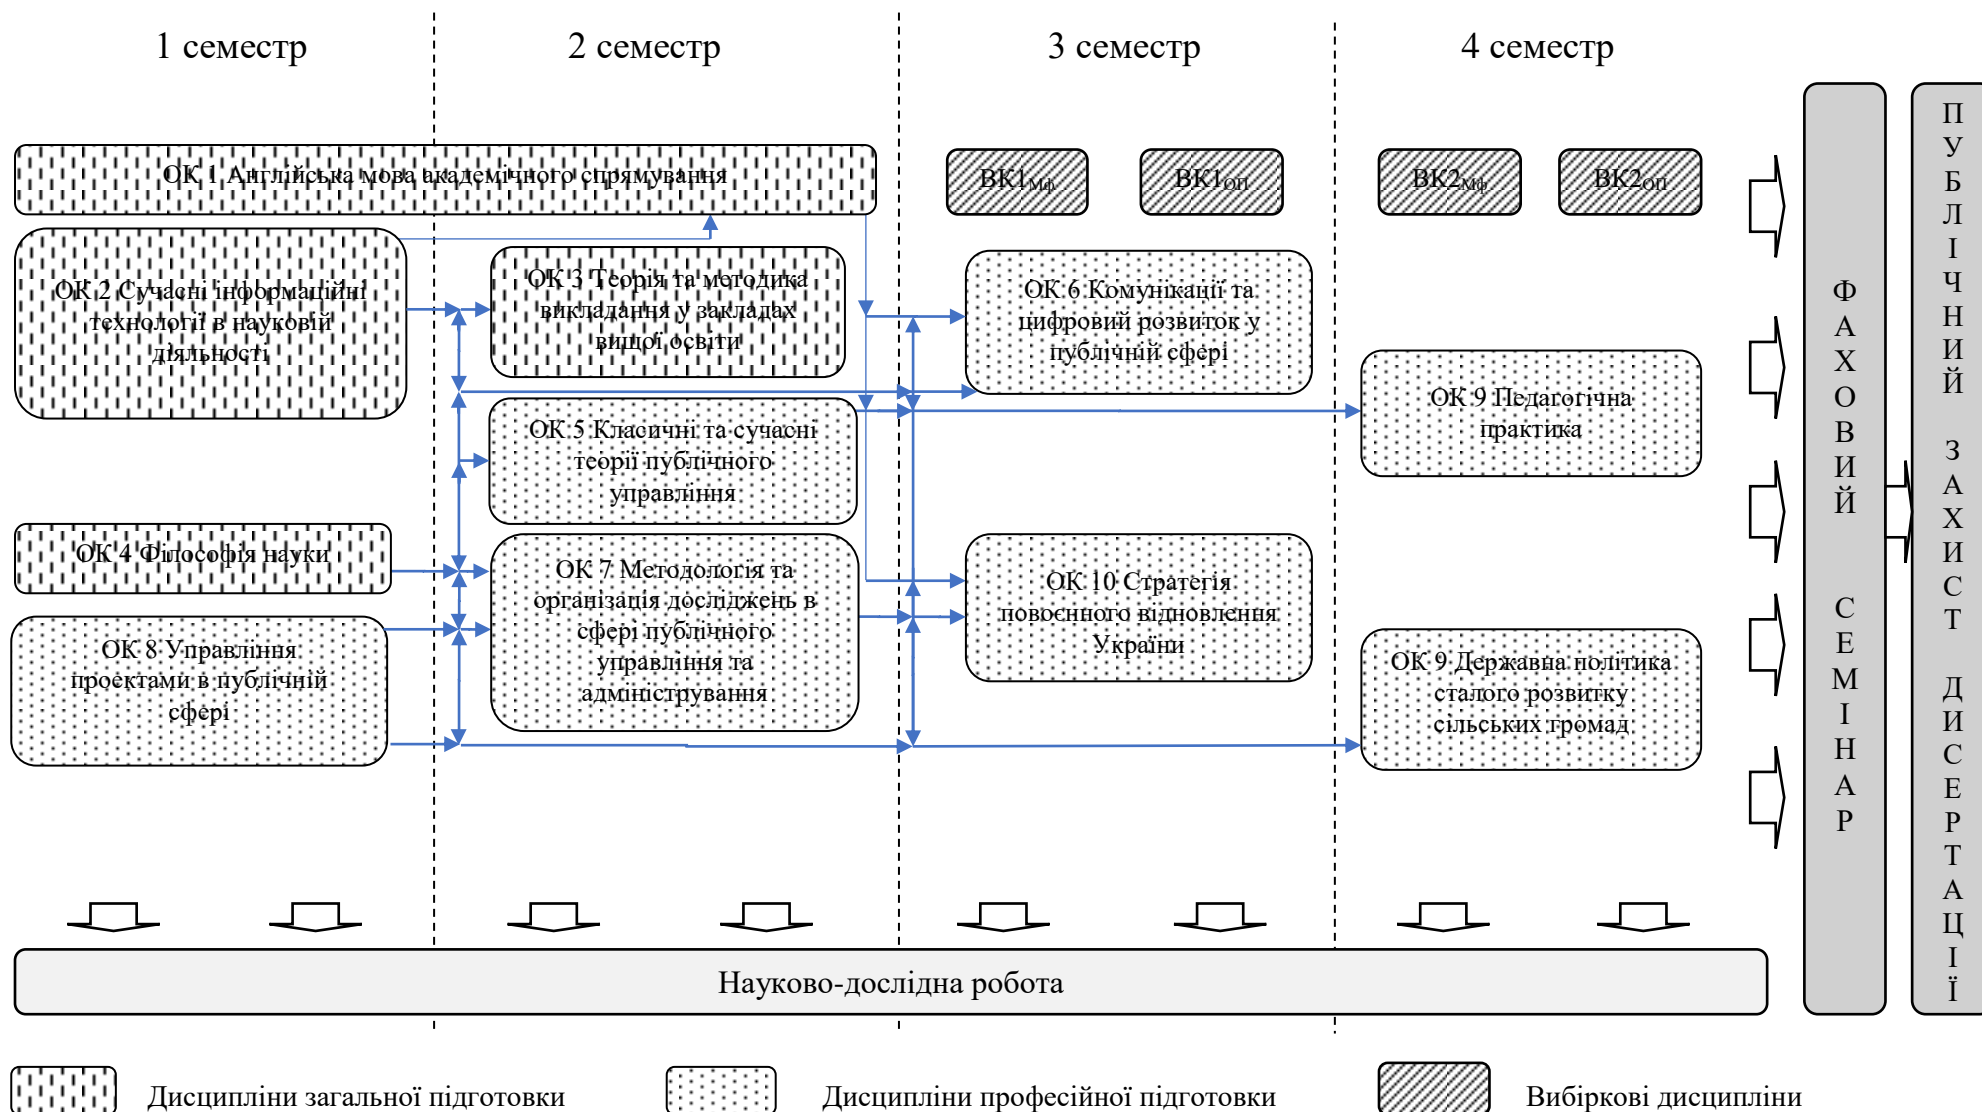 1 семестр
2 семестр
3 семестр
4 семестр
ОК 1 Англійська мова академічного спрямування
ВК1Мф
ВК1ОП
ВК2Мф
ВК2ОП
ОК 2 Сучасні інформаційні
технології в науковій
діяльності
ОК 3 Теорія та методика
викладання у закладах
вищої освіти
ОК 6 Комунікації та
цифровий розвиток у
публічній сфері
ОК 9 Педагогічна
практика
ОК 5 Класичні та сучасні
теорії публічного
управління
ОК 4 Філософія науки
ОК 7 Методологія та
організація досліджень в
сфері публічного
управління та
адміністрування
ОК 10 Стратегія
повоєнного відновлення
України
ОК 8 Управління
проєктами в публічній
сфері
ОК 9 Державна політика
сталого розвитку
сільських громад
ФАХОВИЙ СЕМІНАР
ПУБЛІЧНИЙ ЗАХИСТ ДИСЕРТАЦІЇ
Науково-дослідна робота
Дисципліни загальної підготовки
Дисципліни професійної підготовки
Вибіркові дисципліни